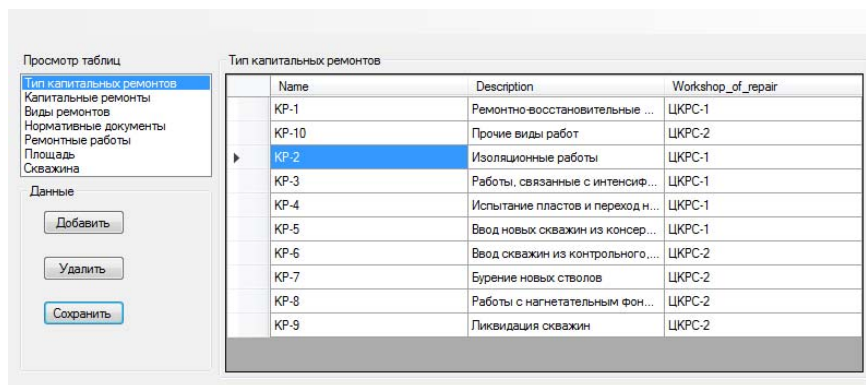 Просмотр таблиц
Тип капитальных ремонтов
Капитальные ремонты
Виды ремонтов
Нормативные документы
Ремонтные работы
Площадь
Скважина
Данные
Добавить
Удалить
Сохранить
Тип капитальных ремонтов
Name Description Workshop_of_repair
КР-1 Ремонтно-восстановительные ... ЦКРС-1
КР-10 Прочие виды работ ЦКРС-2
КР-2 Изоляционные работы ЦКРС-1
КР-3 Работы, связанные с интенсиф... ЦКРС-1
КР-4 Испытание пластов и переход н... ЦКРС-1
КР-5 Ввод новых скважин из консер... ЦКРС-1
КР-6 Ввод скважин из контрольного,... ЦКРС-2
КР-7 Бурение новых стволов ЦКРС-2
КР-8 Работы с нагнетательным фон... ЦКРС-2
КР-9 Ликвидация скважин ЦКРС-2